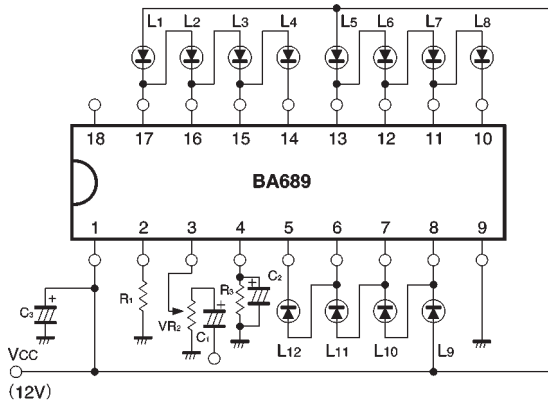 L1 L2 L3 L4 L5 L6 L7 L8
18 17 16 15 14 13 12 11 10
BA689
1 2 3 4 5 6 7 8 9
C3 + R1 VR2 + C1 R3 + C2
L12 L11 L10 L9
VCC
(12V)